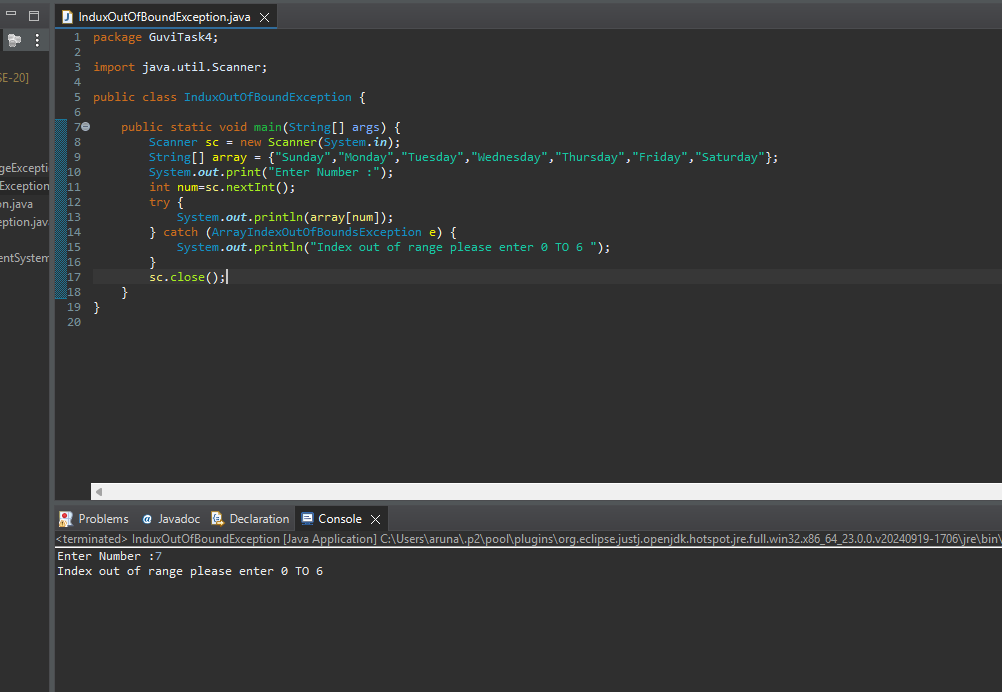 InduxOutOfBoundException.java
SE-20]
geExcepti
Exception
on.java
eption.jav
entSystem
1 package GuviTask4;
2
3 import java.util.Scanner;
4
5 public class InduxOutOfBoundException {
6
7 public static void main(String[] args) {
8 Scanner sc = new Scanner(System.in);
9 String[] array = {"Sunday","Monday","Tuesday","Wednesday","Thursday","Friday","Saturday"};
10 System.out.print("Enter Number :");
11 int num=sc.nextInt();
12 try {
13 System.out.println(array[num]);
14 } catch (ArrayIndexOutOfBoundsException e) {
15 System.out.println("Index out of range please enter 0 TO 6 ");
16 }
17 sc.close();
18 }
19 }
20
Problems Javadoc Declaration Console
<terminated> InduxOutOfBoundException [Java Application] C:\Users\aruna\.p2\pool\plugins\org.eclipse.justj.openjdk.hotspot.jre.full.win32.x86_64_23.0.0.v20240919-1706\jre\bin\
Enter Number :7
Index out of range please enter 0 TO 6